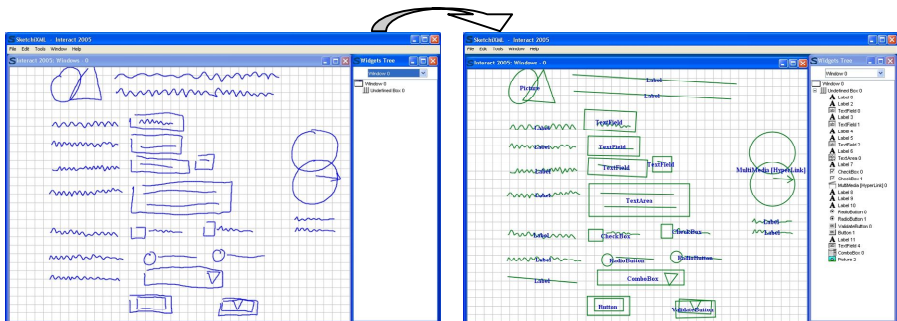 SketchiXML - Interact 2005
File Edit Tools Window Help
Interact 2005: Windows - 0
Widgets Tree
Window 0
Window 0
Undefined Box 0
SketchiXML - Interact 2005
File Edit Tools Window Help
Interact 2005: Windows - 0
Picture
Label
Label
Label
TextField
Label
TextField
Label
TextField
TextField
MultiMedia [HyperLink]
Label
TextArea
Label
CheckBox
CheckBox
Label
Label
Label
RadioButton
RadioButton
Label
ComboBox
Button
ValidateButton
Widgets Tree
Window 0
Window 0
Undefined Box 0
Label 0
Label 2
TextField 0
Label 3
TextField 1
Label 4
Label 5
Label 6
TextArea 0
Label 7
CheckBox 0
CheckBox 1
MultiMedia [HyperLink] 0
Label 8
Label 9
Label 10
RadioButton 0
RadioButton 1
ValidateButton 0
Button 1
Label 11
TextField 4
ComboBox 0